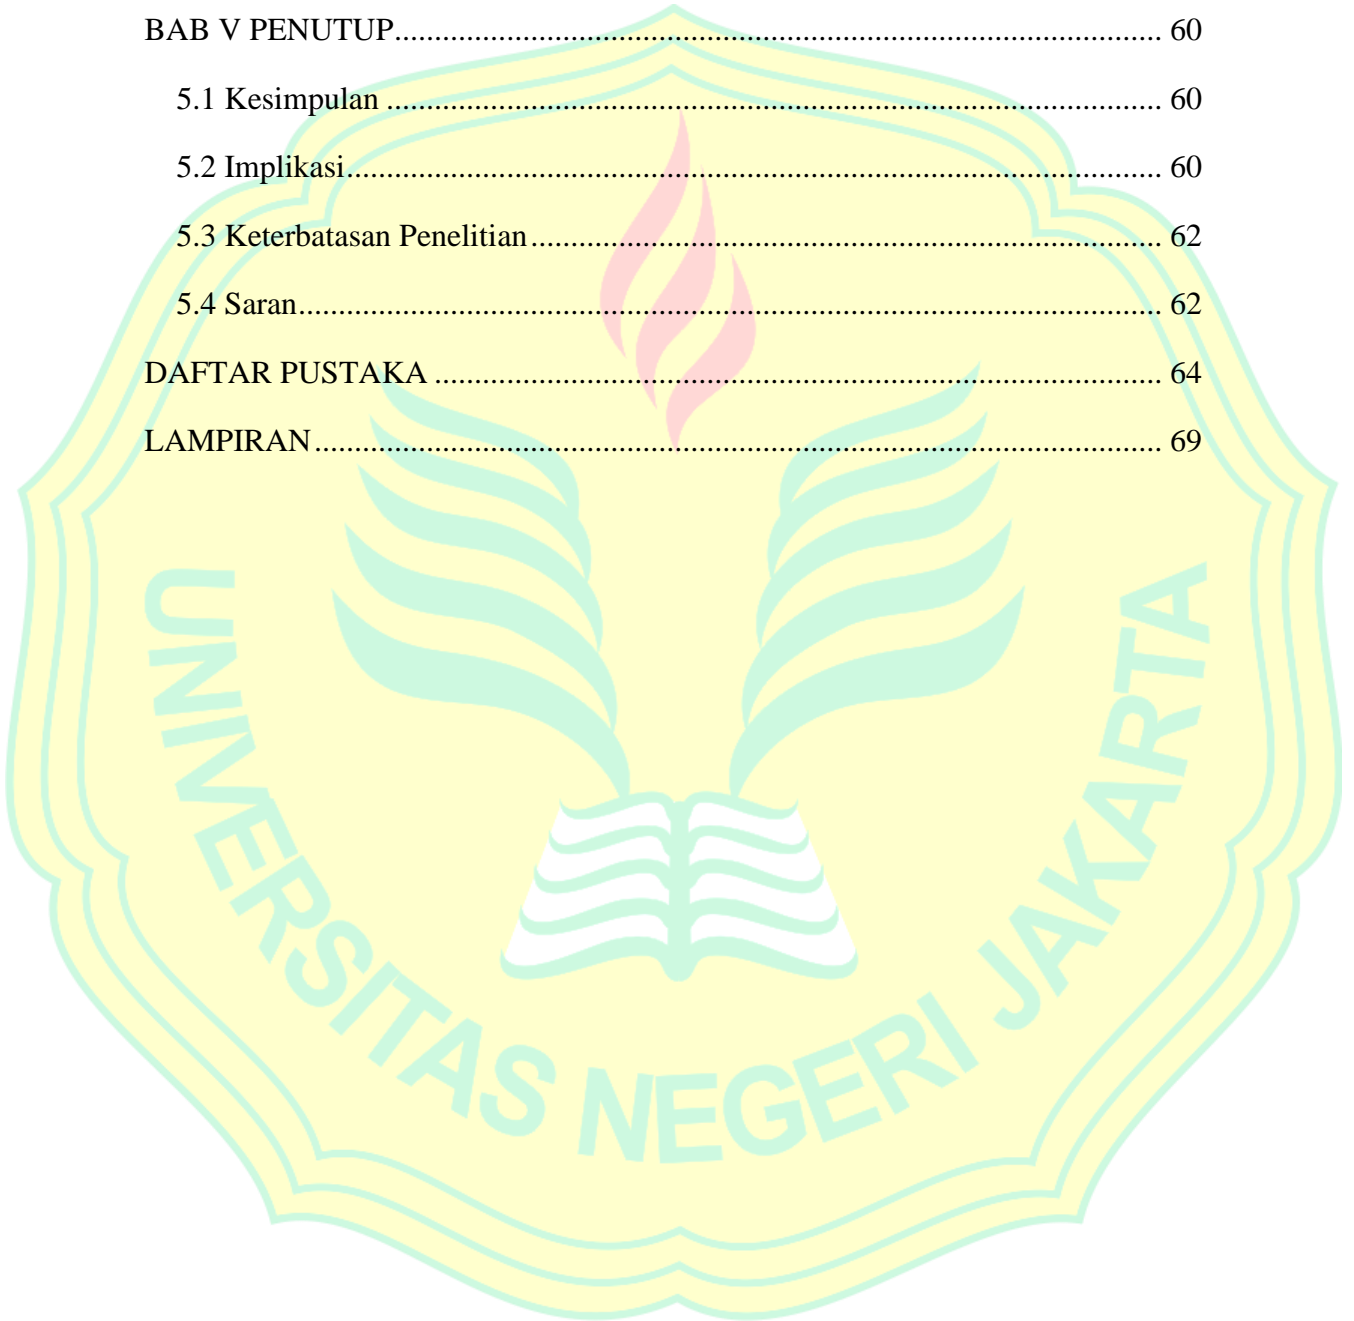 BAB V PENUTUP.................................................................................................. 60
5.1 Kesimpulan .................................................................................................. 60
5.2 Implikasi...................................................................................................... 60
5.3 Keterbatasan Penelitian................................................................................ 62
5.4 Saran............................................................................................................ 62
DAFTAR PUSTAKA ............................................................................................ 64
LAMPIRAN .......................................................................................................... 69
UNIVERSITAS NEGERI JAKARTA